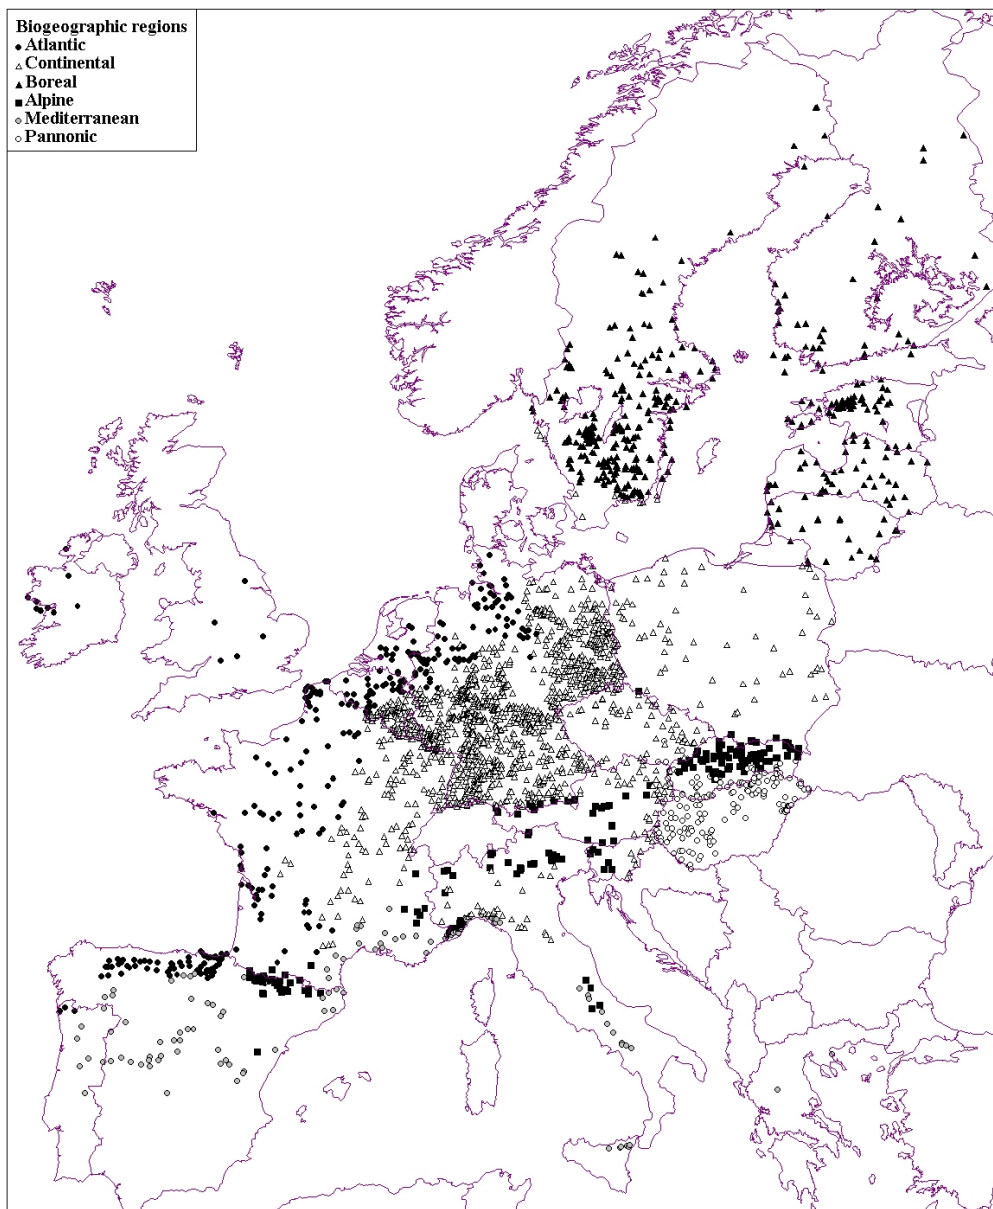 Biogeographic regions
Atlantic
Continental
Boreal
Alpine
Mediterranean
Pannonic